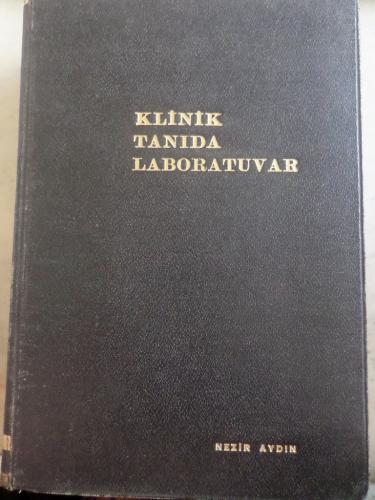 KLİNİK
TANIDA
LABORATUVAR
NEZİR AYDIN